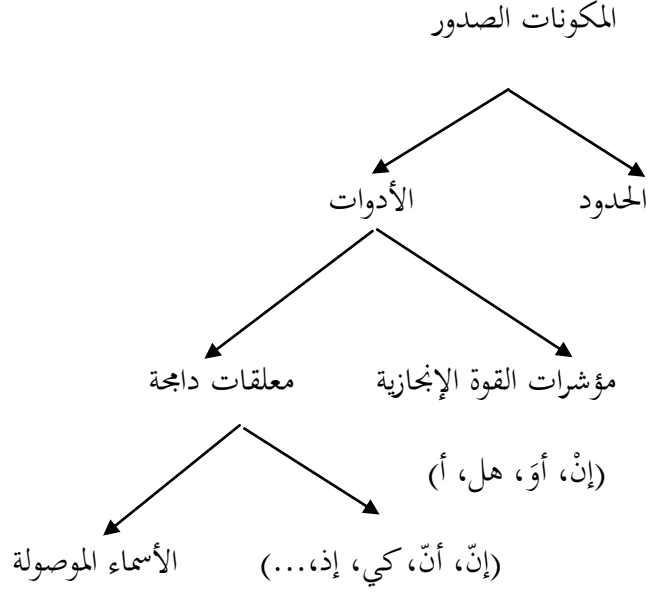 المكونات الصدور
الحدود
الأدوات
مؤشرات القوة الإنجازية
معلقات دامجة
(إنْ، أوَ، هل، أ)
(إنّ، أنّ، كي، إذ،...)
الأسماء الموصولة